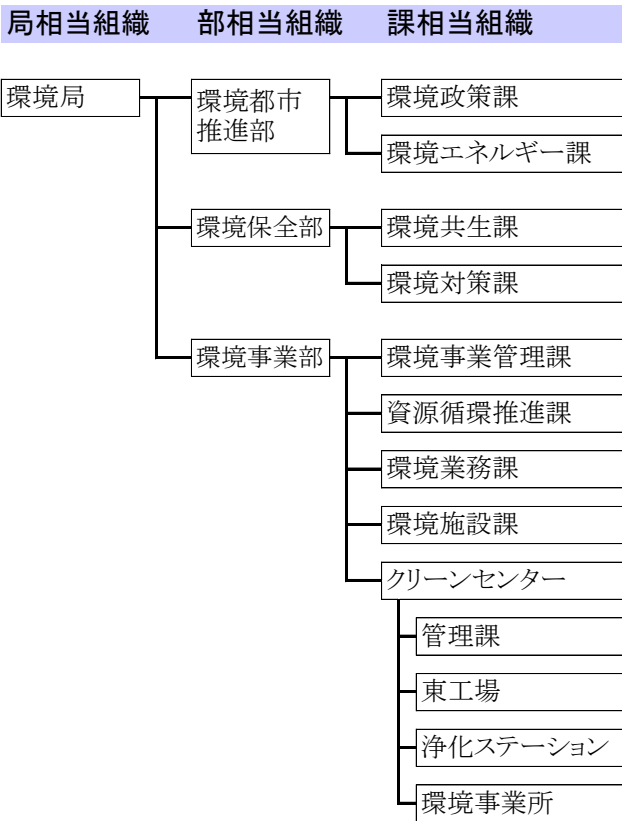 局相当組織 部相当組織 課相当組織
環境局 環境都市 環境政策課
推進部
環境エネルギー課
環境保全部 環境共生課
環境対策課
環境事業部 環境事業管理課
資源循環推進課
環境業務課
環境施設課
クリーンセンター
管理課
東工場
浄化ステーション
環境事業所